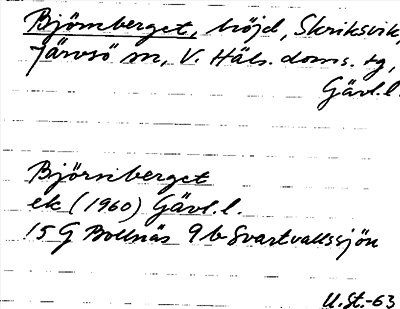 Björnberget, höjd, Skriksvik,
Järvsö sn, V. Häls. doms. tg,
Gävl. l.
Björnberget
ek (1960) Gävl. l.
15 G Bollnäs 9 b Svartvallssjön
U. St. -63